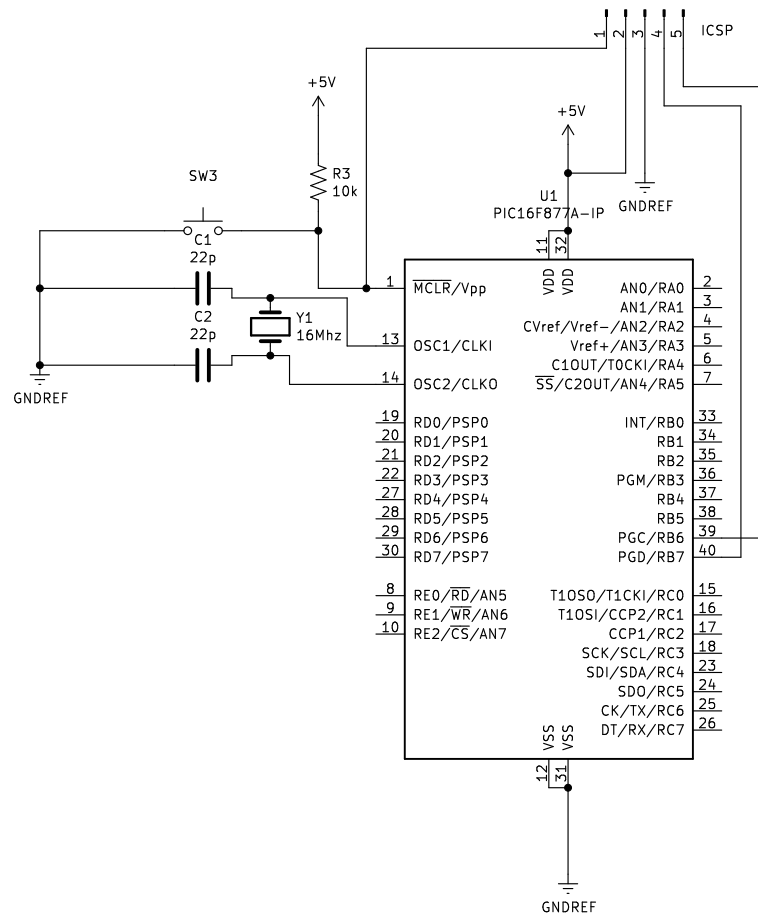 1
2
3
4
5
ICSP
+5V
+5V
R3
10k
SW3
GNDREF
U1
PIC16F877A-IP
C1
22p
11
32
VDD
VDD
1
MCLR/Vpp
AN0/RA0
2
AN1/RA1
3
C2
22p
Y1
16Mhz
CVref/Vref-/AN2/RA2
4
13
OSC1/CLKI
Vref+/AN3/RA3
5
C1OUT/T0CKI/RA4
6
14
OSC2/CLKO
SS/C2OUT/AN4/RA5
7
GNDREF
19
RD0/PSP0
INT/RB0
33
20
RD1/PSP1
RB1
34
21
RD2/PSP2
RB2
35
22
RD3/PSP3
PGM/RB3
36
27
RD4/PSP4
RB4
37
28
RD5/PSP5
RB5
38
29
RD6/PSP6
PGC/RB6
39
30
RD7/PSP7
PGD/RB7
40
8
RE0/RD/AN5
T1OSO/T1CKI/RC0
15
9
RE1/WR/AN6
T1OSI/CCP2/RC1
16
10
RE2/CS/AN7
CCP1/RC2
17
SCK/SCL/RC3
18
SDI/SDA/RC4
23
SDO/RC5
24
CK/TX/RC6
25
DT/RX/RC7
26
VSS
VSS
12
31
GNDREF